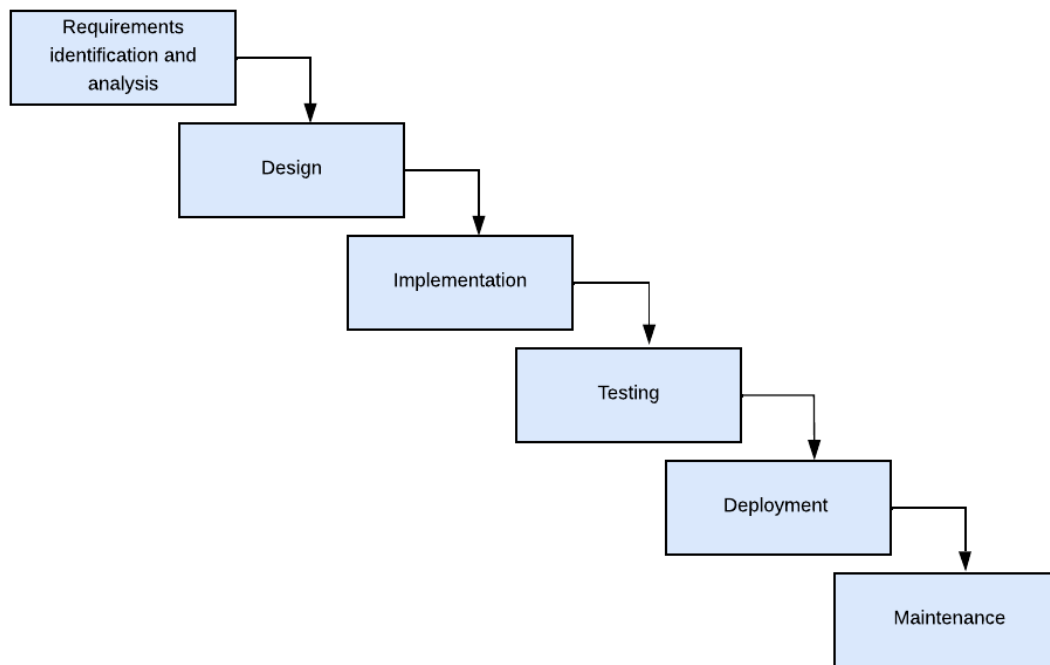 Requirements
identification and
analysis
Design
Implementation
Testing
Deployment
Maintenance